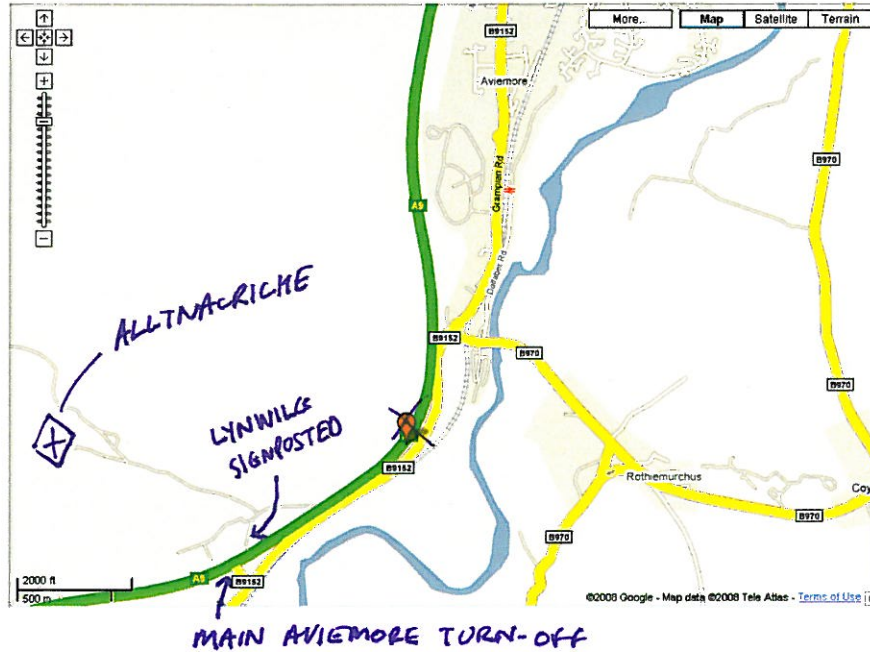 More..
Map
Satellite
Terrain
B9152
Aviemore
B970
Grampian Rd
A9
Dalfaber Rd
ALLTNACRICHE
B9152
B970
B970
LYNWILG
SIGNPOSTED
B9152
Rothiemurchus
Coy
B970
B970
2000 ft
500 m
A9
B9152
©2008 Google - Map data ©2008 Tele Atlas - Terms of Use
MAIN AVIEMORE TURN-OFF